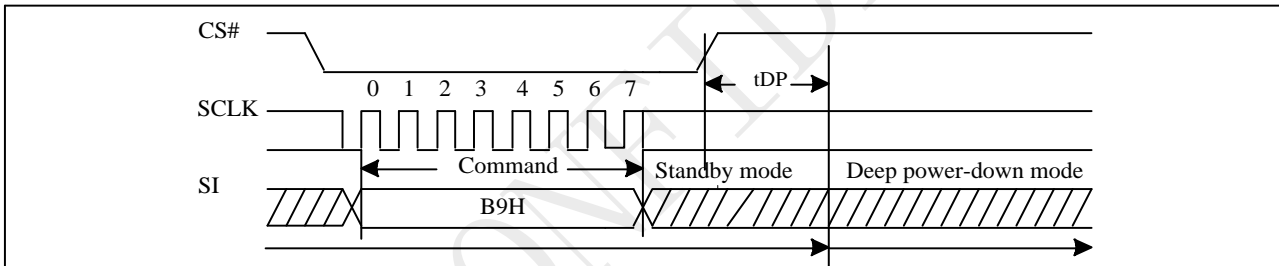 CS#
tDP
0 1 2 3 4 5 6 7
SCLK
Command
Standby mode
Deep power-down mode
SI
B9H